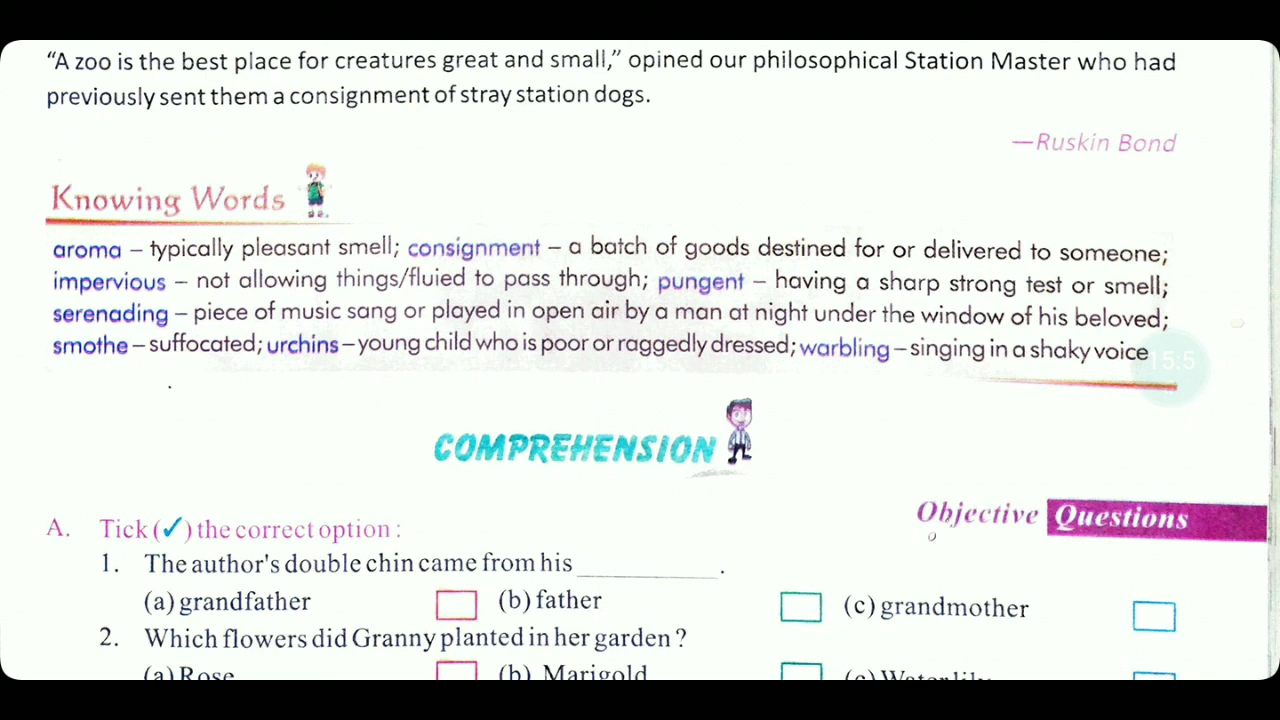 “A zoo is the best place for creatures great and small,” opined our philosophical Station Master who had
previously sent them a consignment of stray station dogs.
—Ruskin Bond
Knowing Words
aroma – typically pleasant smell; consignment – a batch of goods destined for or delivered to someone;
impervious – not allowing things/fluied to pass through; pungent – having a sharp strong test or smell;
serenading – piece of music sang or played in open air by a man at night under the window of his beloved;
smothe – suffocated; urchins – young child who is poor or raggedly dressed; warbling – singing in a shaky voice
15:5
COMPREHENSION
Objective Questions
A. Tick (✓) the correct option :
1. The author's double chin came from his ___________ .
(a) grandfather (b) father (c) grandmother
2. Which flowers did Granny planted in her garden ?
(a) Rose (b) Marigold (c) Water lily